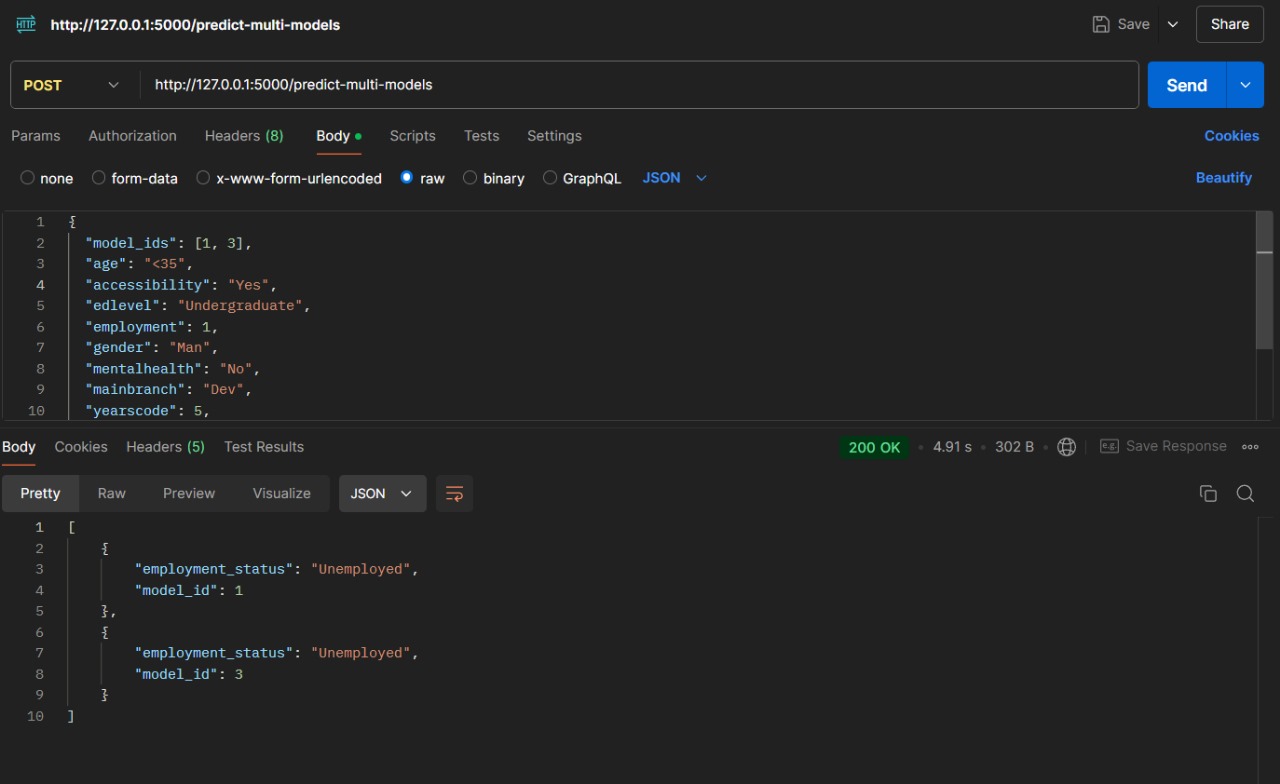 HTTP http://127.0.0.1:5000/predict-multi-models Save Share
POST http://127.0.0.1:5000/predict-multi-models Send
Params Authorization Headers (8) Body Scripts Tests Settings Cookies
none form-data x-www-form-urlencoded raw binary GraphQL JSON Beautify
1 {
2 "model_ids": [1, 3],
3 "age": "<35",
4 "accessibility": "Yes",
5 "edlevel": "Undergraduate",
6 "employment": 1,
7 "gender": "Man",
8 "mentalhealth": "No",
9 "mainbranch": "Dev",
10 "yearscode": 5,
Body Cookies Headers (5) Test Results 200 OK 4.91 s 302 B e.g. Save Response
Pretty Raw Preview Visualize JSON
1 [
2 {
3 "employment_status": "Unemployed",
4 "model_id": 1
5 },
6 {
7 "employment_status": "Unemployed",
8 "model_id": 3
9 }
10 ]